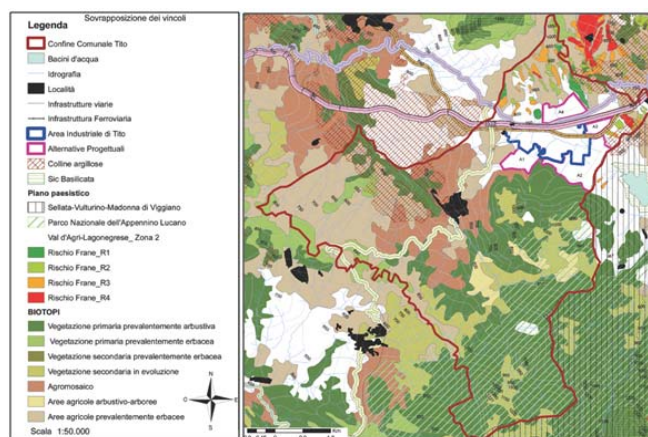 Sovrapposizione dei vincoli
Legenda
Confine Comunale Tito
Bacini d'acqua
Idrografia
Località
Infrastrutture viarie
Infrastruttura Ferroviaria
Area Industriale di Tito
Alternative Progettuali
Colline argillose
Sic Basilicata
Piano paesistico
Sellata-Vulturino-Madonna di Viggiano
Parco Nazionale dell'Appennino Lucano
Val d'Agri-Lagonegrese_ Zona 2
Rischio Frane_R1
Rischio Frane_R2
Rischio Frane_R3
Rischio Frane_R4
BIOTOPI
Vegetazione primaria prevalentemente arbustiva
Vegetazione primaria prevalentemente erbacea
Vegetazione secondaria prevalentemente erbacea
Vegetazione secondaria in evoluzione
Agromosaico
Aree agricole arbustivo-arboree
Aree agricole prevalentemente erbacee
Scala 1:50.000
N
S
A4
A3
A1
A2